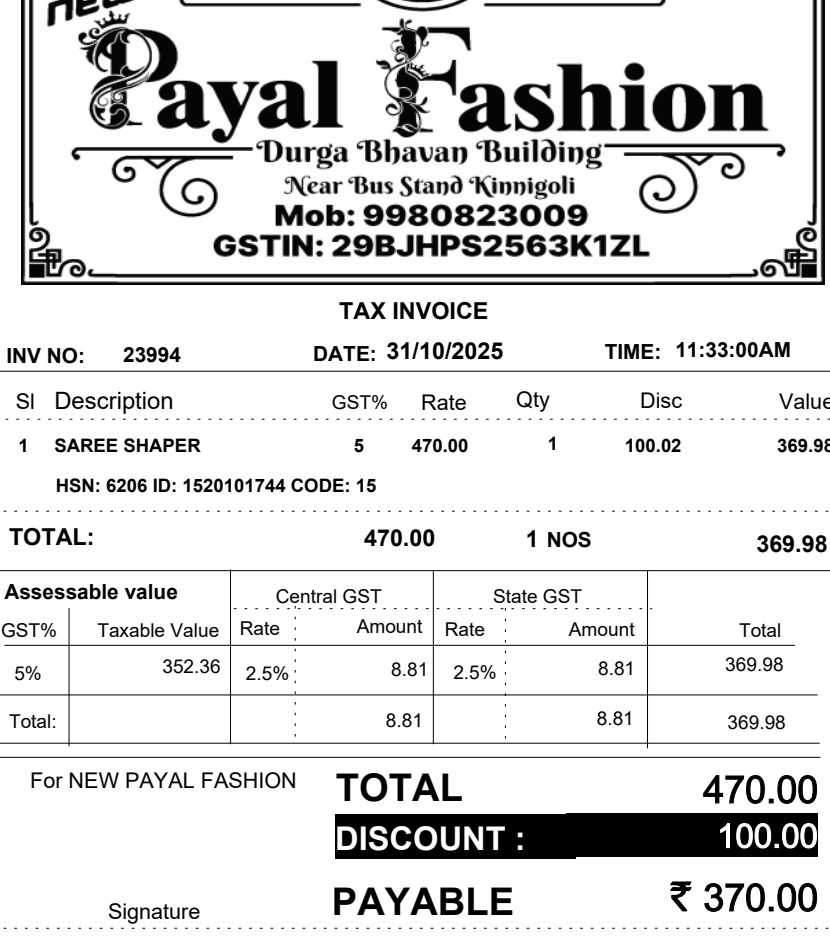 new
Payal Fashion
Durga Bhavan Building
Near Bus Stand Kinnigoli
Mob: 9980823009
GSTIN: 29BJHPS2563K1ZL
TAX INVOICE
INV NO: 23994 DATE: 31/10/2025 TIME: 11:33:00AM
Sl Description GST% Rate Qty Disc Value
1 SAREE SHAPER 5 470.00 1 100.02 369.98
HSN: 6206 ID: 1520101744 CODE: 15
TOTAL: 470.00 1 NOS 369.98
Assessable value Central GST State GST
GST% Taxable Value Rate Amount Rate Amount Total
5% 352.36 2.5% 8.81 2.5% 8.81 369.98
Total: 8.81 8.81 369.98
For NEW PAYAL FASHION TOTAL 470.00
DISCOUNT : 100.00
Signature PAYABLE ₹ 370.00